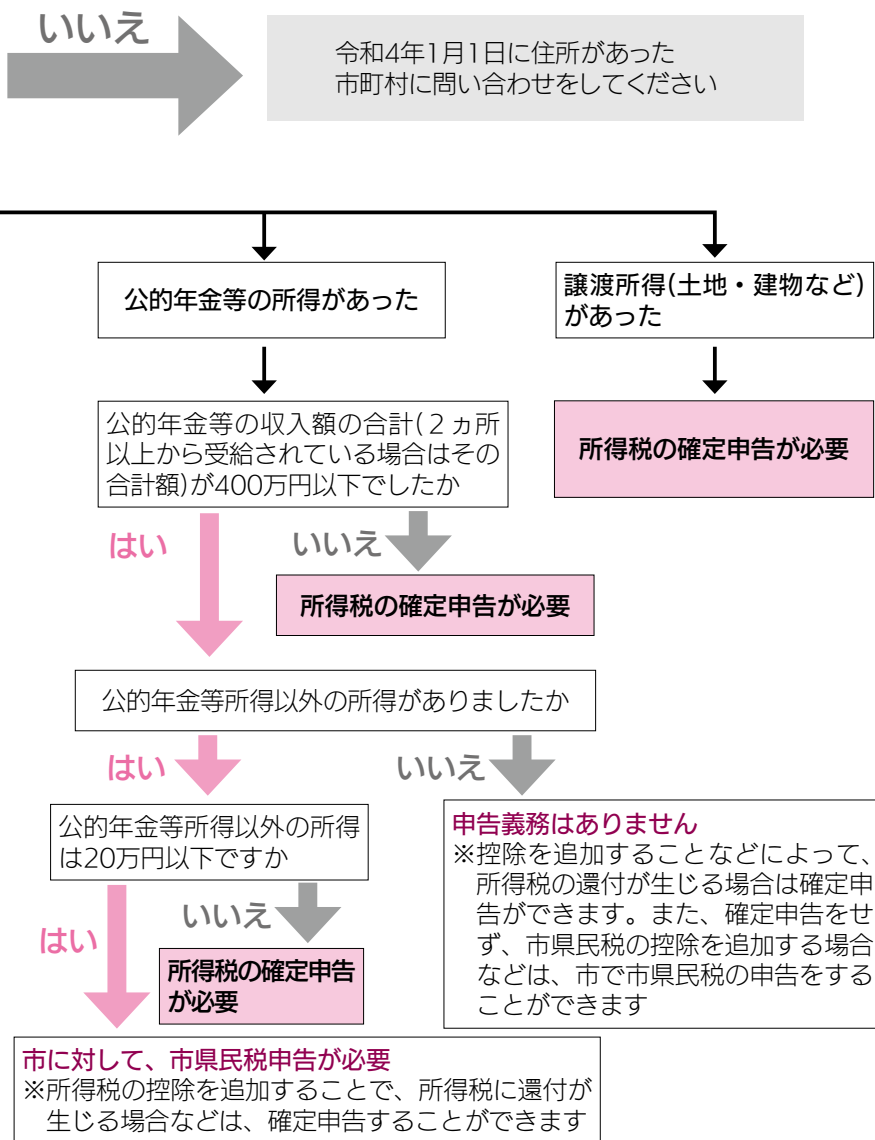 いいえ
令和4年1月1日に住所があった
市町村に問い合わせをしてください
公的年金等の所得があった
譲渡所得(土地・建物など)
があった
公的年金等の収入額の合計(２ヵ所
以上から受給されている場合はその
合計額)が400万円以下でしたか
所得税の確定申告が必要
はい
いいえ
所得税の確定申告が必要
公的年金等所得以外の所得がありましたか
はい
いいえ
公的年金等所得以外の所得
は20万円以下ですか
申告義務はありません
※控除を追加することなどによって、
所得税の還付が生じる場合は確定申
告ができます。また、確定申告をせ
ず、市県民税の控除を追加する場合
などは、市で市県民税の申告をする
ことができます
はい
いいえ
所得税の確定申告
が必要
市に対して、市県民税申告が必要
※所得税の控除を追加することで、所得税に還付が
生じる場合などは、確定申告することができます